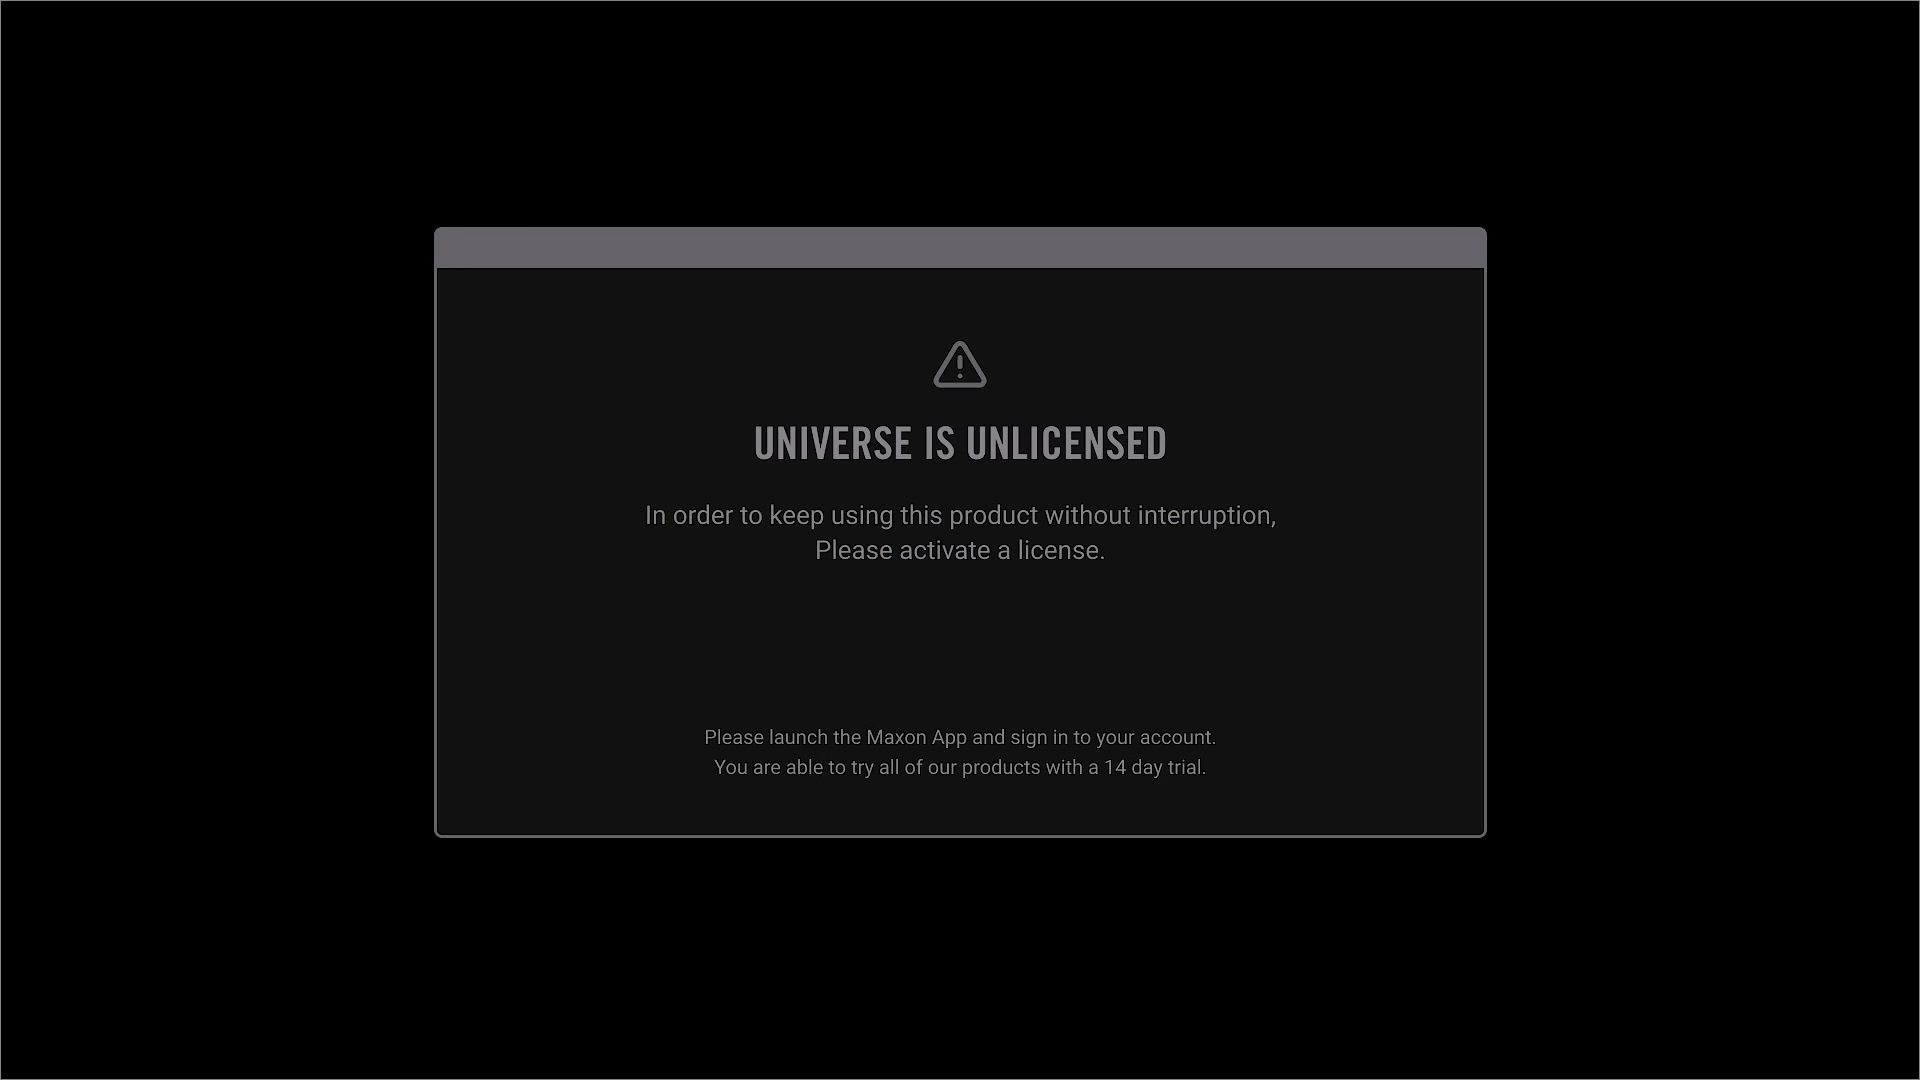 UNIVERSE IS UNLICENSED
In order to keep using this product without interruption,
Please activate a license.
Please launch the Maxon App and sign in to your account.
You are able to try all of our products with a 14 day trial.